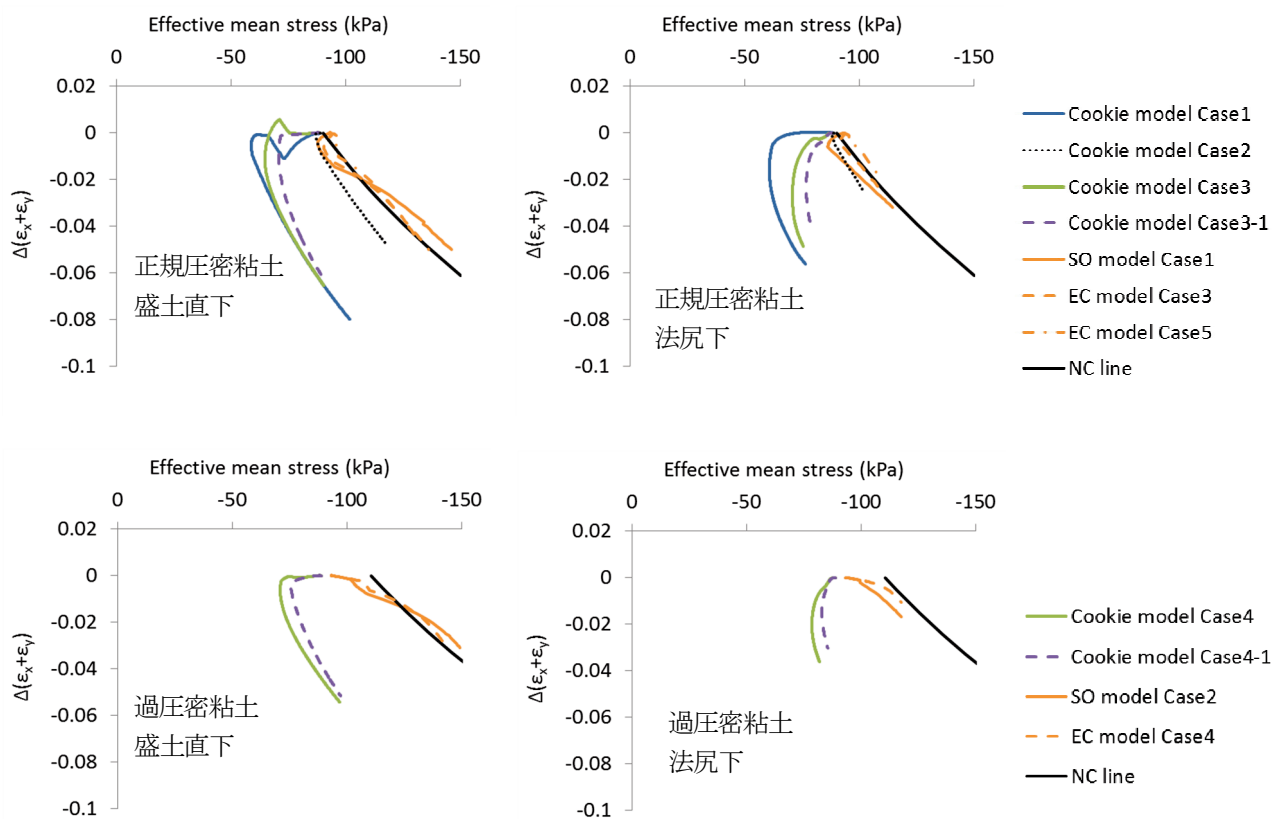 Effective mean stress (kPa)
0 -50 -100 -150
0.02
0
-0.02
-0.04
-0.06
-0.08
-0.1
Δ(εx+εy)
正規圧密粘土
盛土直下
Effective mean stress (kPa)
0 -50 -100 -150
0.02
0
-0.02
-0.04
-0.06
-0.08
-0.1
Δ(εx+εy)
正規圧密粘土
法尻下
Cookie model Case1
Cookie model Case2
Cookie model Case3
Cookie model Case3-1
SO model Case1
EC model Case3
EC model Case5
NC line
Effective mean stress (kPa)
0 -50 -100 -150
0.02
0
-0.02
-0.04
-0.06
-0.08
-0.1
Δ(εx+εy)
過圧密粘土
盛土直下
Effective mean stress (kPa)
0 -50 -100 -150
0.02
0
-0.02
-0.04
-0.06
-0.08
-0.1
Δ(εx+εy)
過圧密粘土
法尻下
Cookie model Case4
Cookie model Case4-1
SO model Case2
EC model Case4
NC line